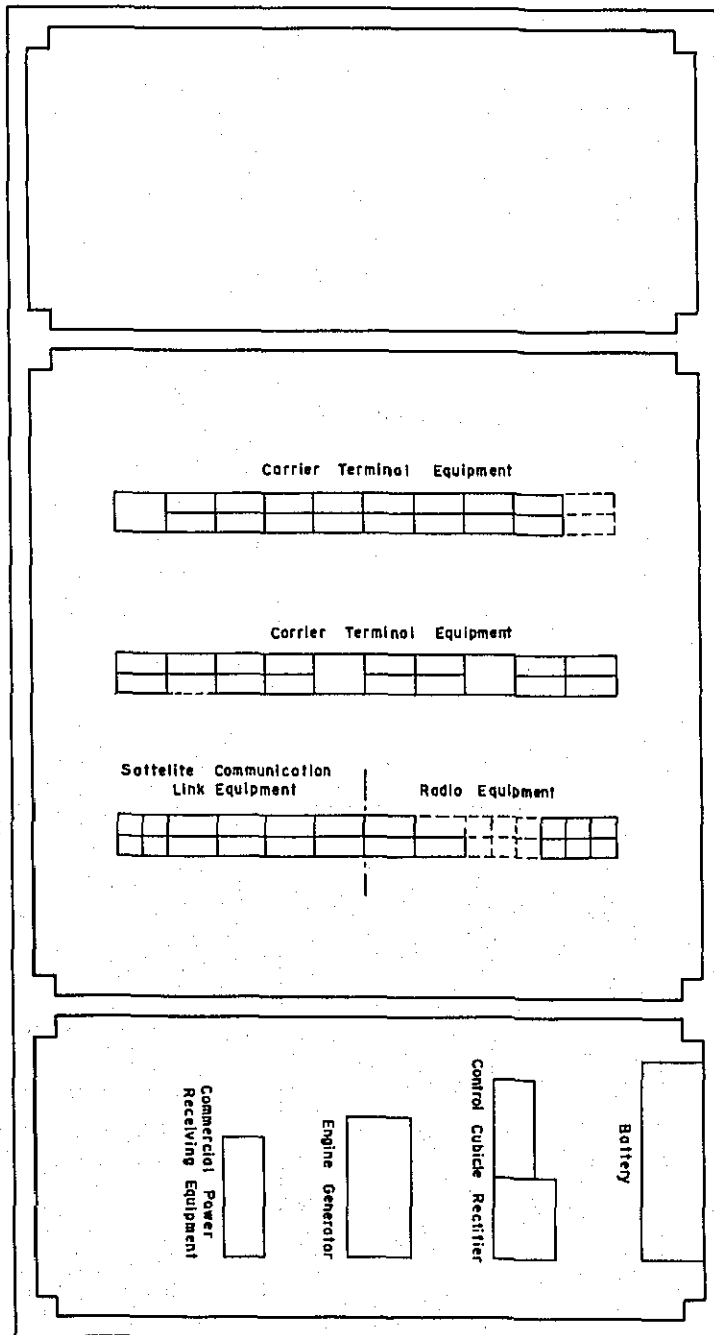 Carrier Terminal Equipment
Carrier Terminal Equipment
Sattelite Communication
Link Equipment
Radio Equipment
Battery
Control Cubicle Rectifier
Engine Generator
Commercial Power
Receiving Equipment